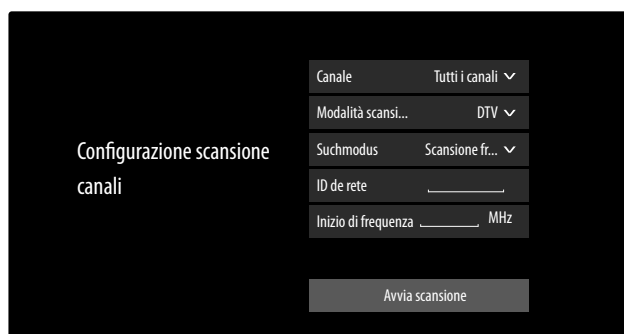 Configurazione scansione
canali
Canale Tutti i canali
Modalità scansi... DTV
Suchmodus Scansione fr...
ID de rete
Inizio di frequenza MHz
Avvia scansione